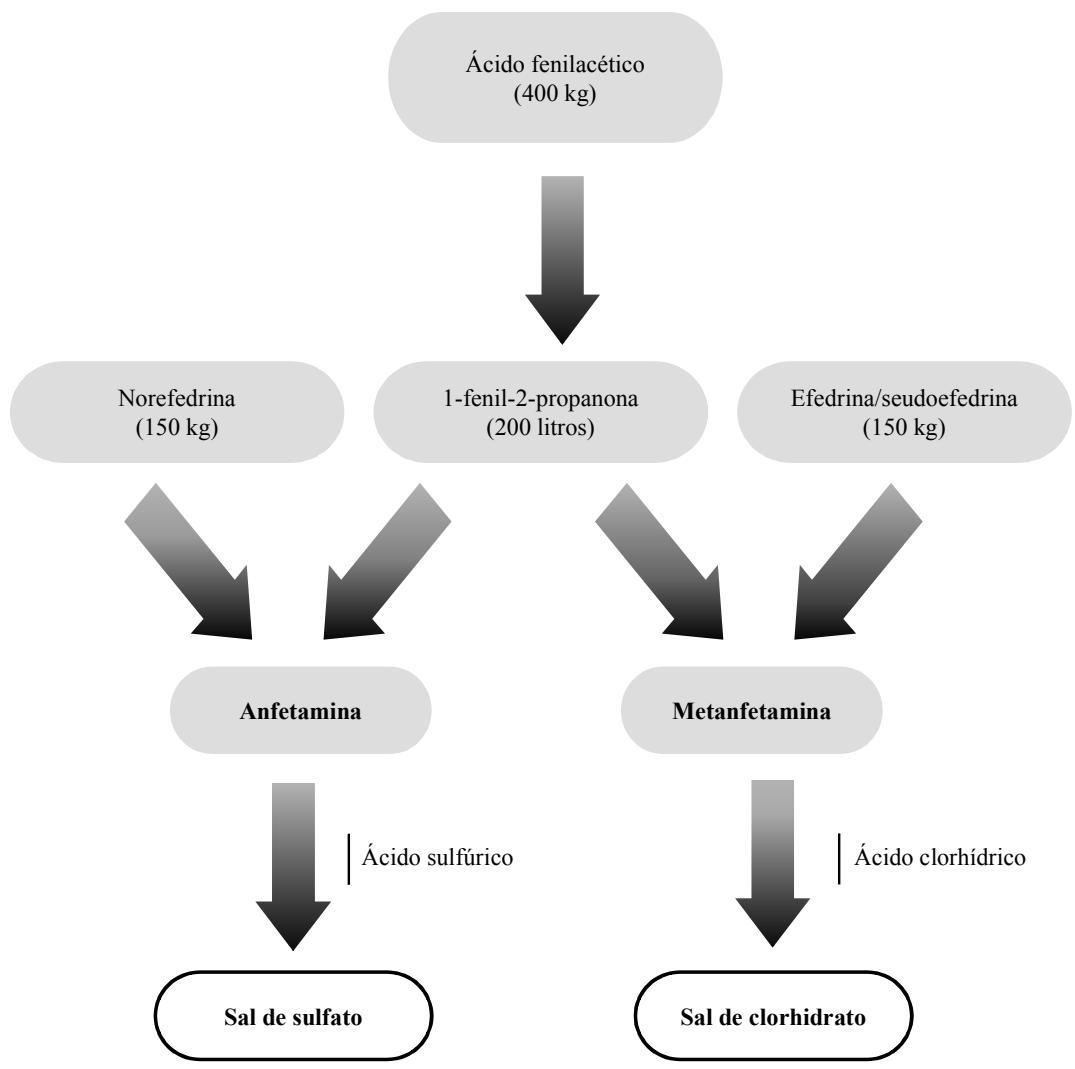 Ácido fenilacético
(400 kg)
Norefedrina
(150 kg)
1-fenil-2-propanona
(200 litros)
Efedrina/seudoefedrina
(150 kg)
Anfetamina
Metanfetamina
Ácido sulfúrico
Ácido clorhídrico
Sal de sulfato
Sal de clorhidrato